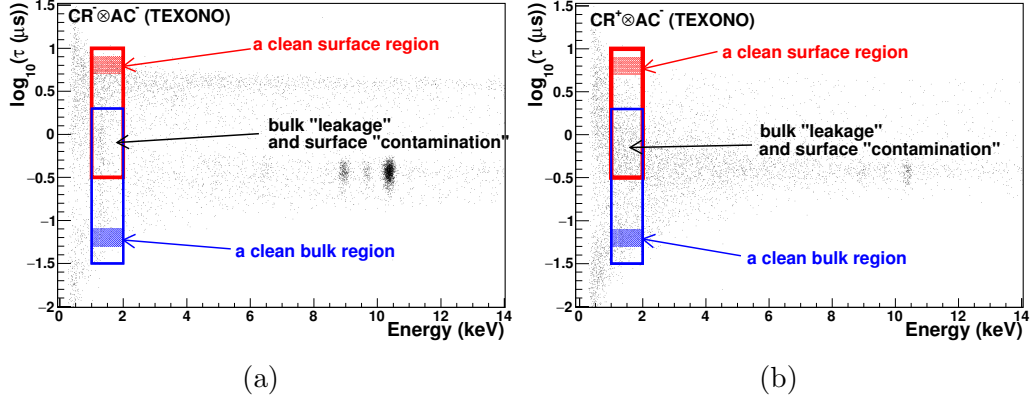 CR⁻⊗AC⁻ (TEXONO)
a clean surface region
bulk "leakage"
and surface "contamination"
a clean bulk region
log₁₀(τ (μs))
1.5
1
0.5
0
−0.5
−1
−1.5
−2
0 2 4 6 8 10 12 14
Energy (keV)
(a)
CR⁺⊗AC⁻ (TEXONO)
a clean surface region
bulk "leakage"
and surface "contamination"
a clean bulk region
log₁₀(τ (μs))
1.5
1
0.5
0
−0.5
−1
−1.5
−2
0 2 4 6 8 10 12 14
Energy (keV)
(b)